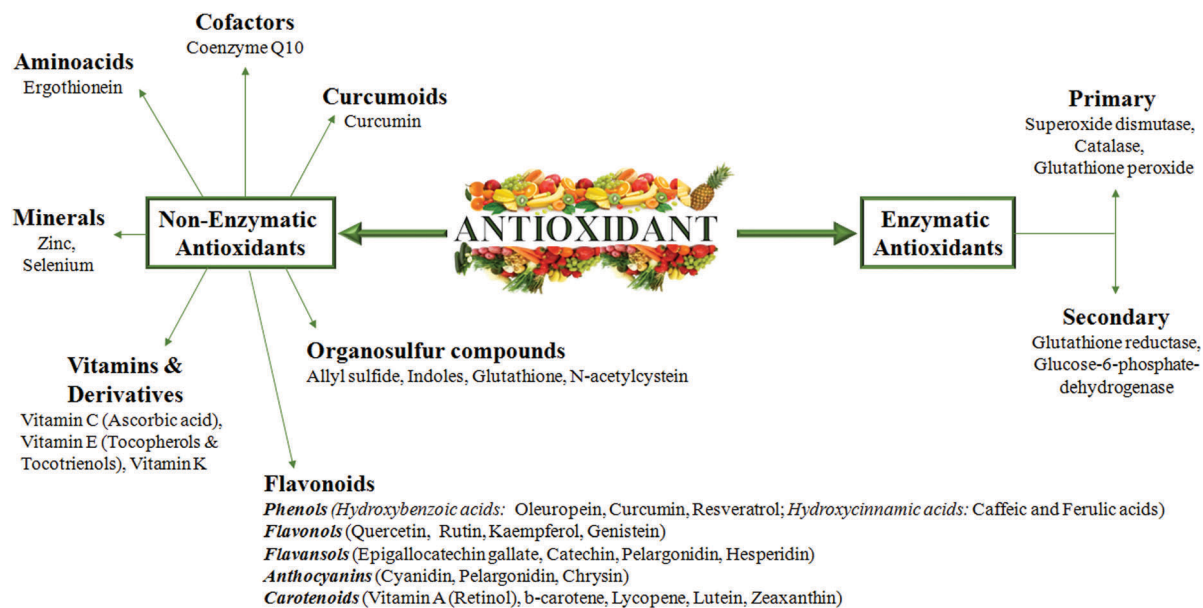 Cofactors
Coenzyme Q10
Aminoacids
Ergothionein
Curcumoids
Curcumin
Primary
Superoxide dismutase,
Catalase,
Glutathione peroxide
Minerals
Zinc,
Selenium
Non-Enzymatic
Antioxidants
ANTIOXIDANT
Enzymatic
Antioxidants
Secondary
Glutathione reductase,
Glucose-6-phosphate-
dehydrogenase
Organosulfur compounds
Allyl sulfide, Indoles, Glutathione, N-acetylcystein
Vitamins &
Derivatives
Vitamin C (Ascorbic acid),
Vitamin E (Tocopherols &
Tocotrienols), Vitamin K
Flavonoids
Phenols (Hydroxybenzoic acids: Oleuropein, Curcumin, Resveratrol; Hydroxycinnamic acids: Caffeic and Ferulic acids)
Flavonols (Quercetin, Rutin, Kaempferol, Genistein)
Flavansols (Epigallocatechin gallate, Catechin, Pelargonidin, Hesperidin)
Anthocyanins (Cyanidin, Pelargonidin, Chrysin)
Carotenoids (Vitamin A (Retinol), b-carotene, Lycopene, Lutein, Zeaxanthin)